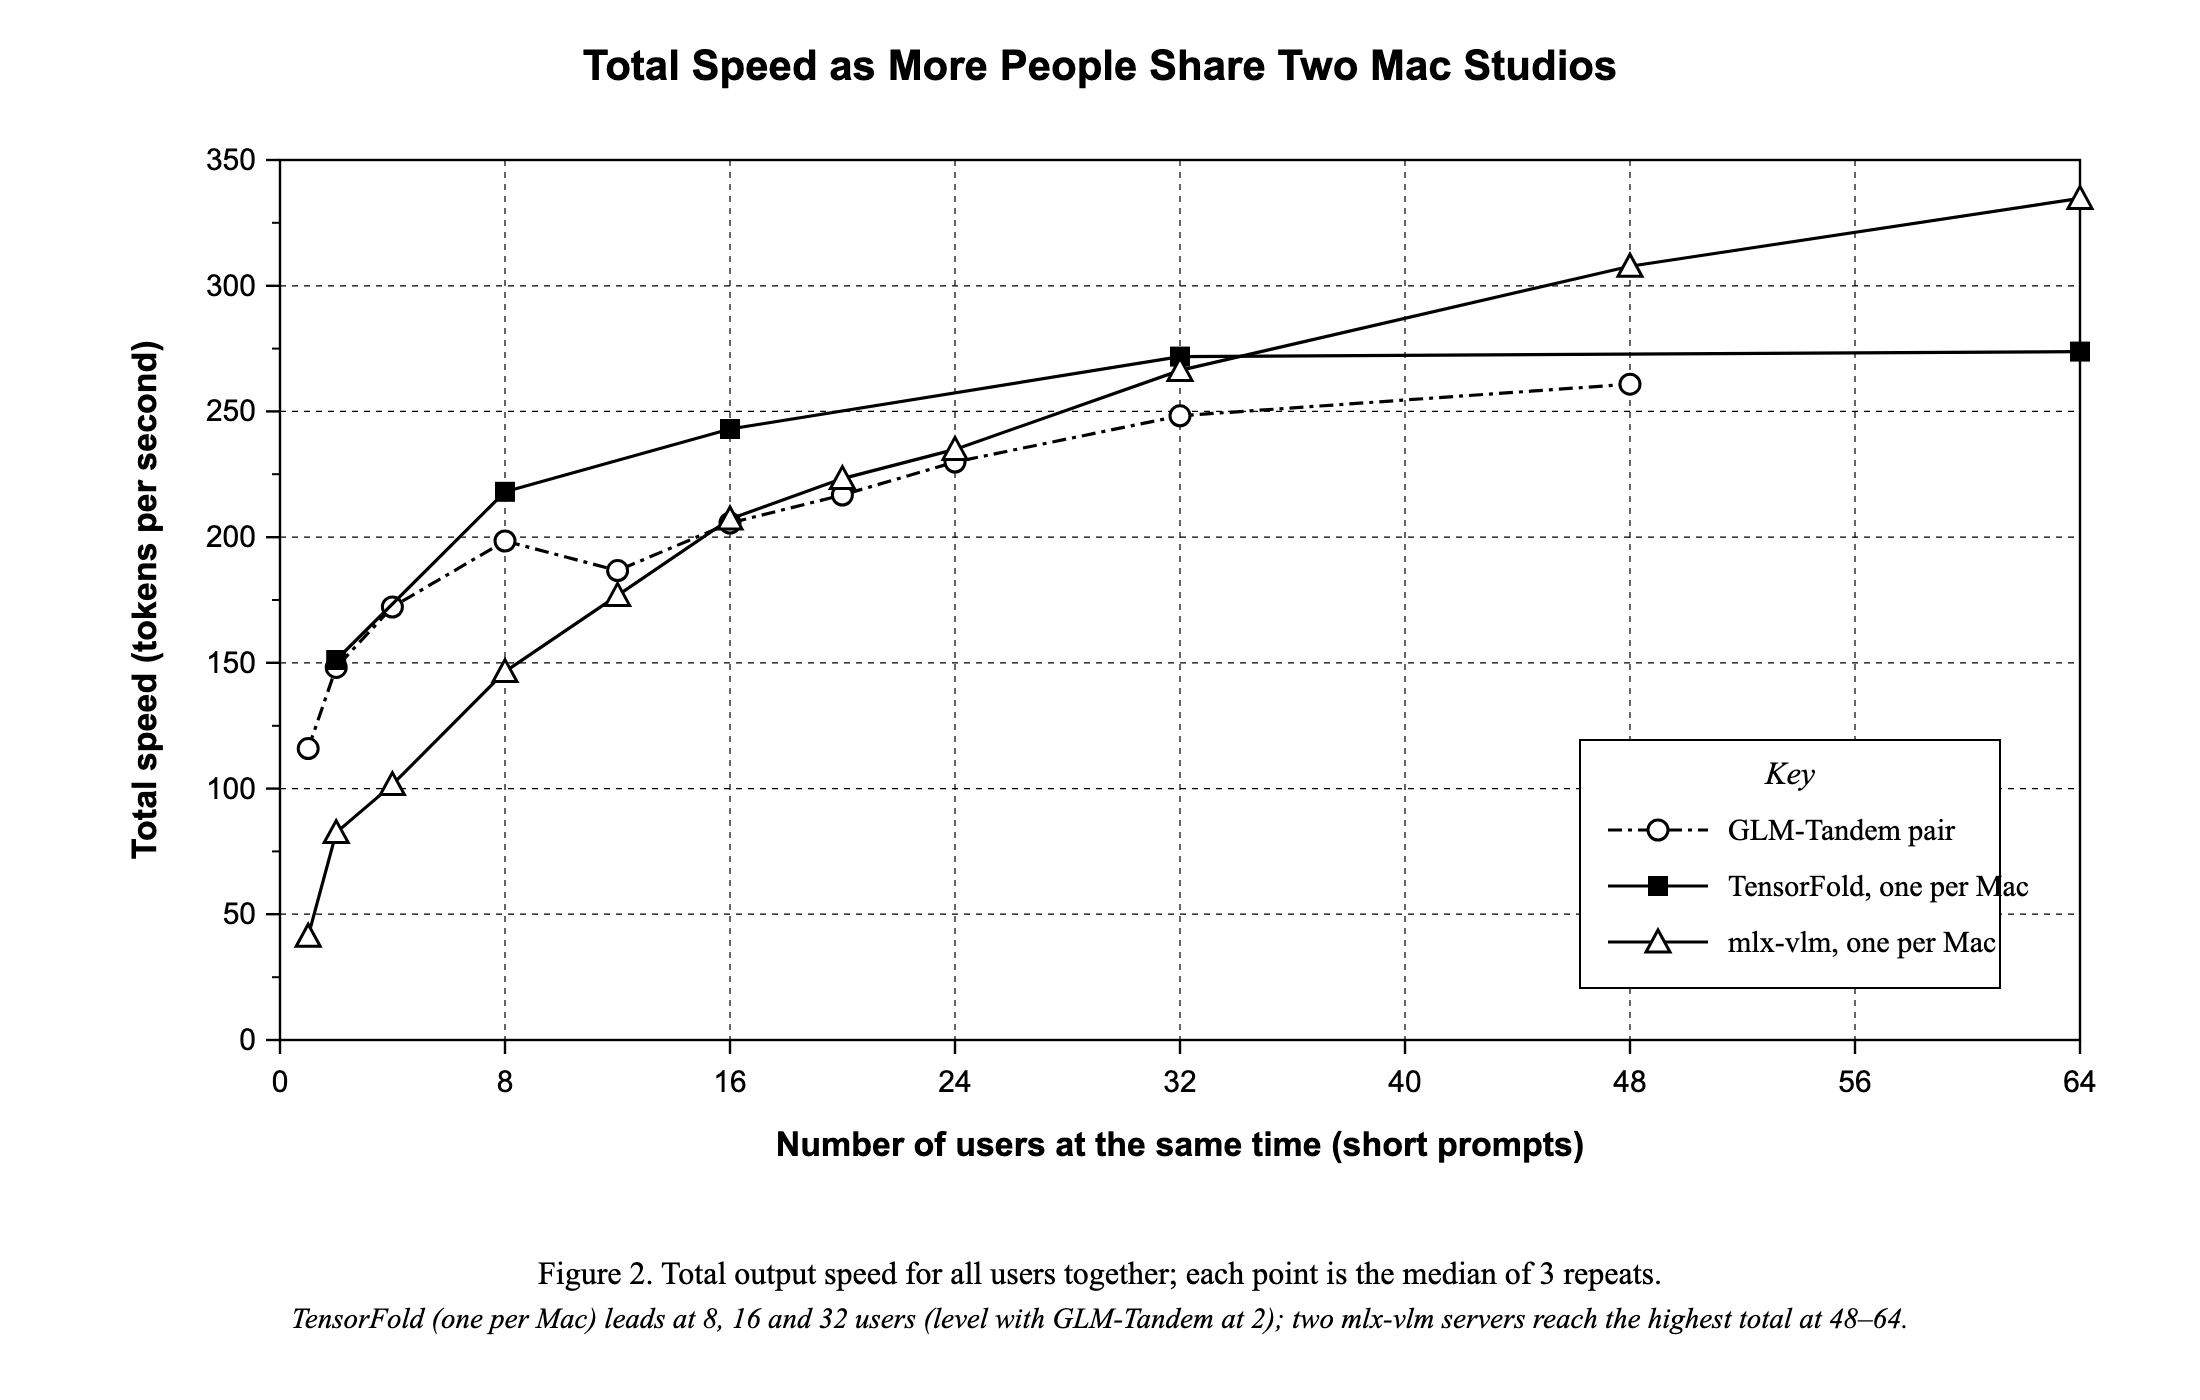 Total Speed as More People Share Two Mac Studios
350
300
250
200
150
100
50
0
Total speed (tokens per second)
0 8 16 24 32 40 48 56 64
Number of users at the same time (short prompts)
Key
GLM-Tandem pair
TensorFold, one per Mac
mlx-vlm, one per Mac
Figure 2. Total output speed for all users together; each point is the median of 3 repeats.
TensorFold (one per Mac) leads at 8, 16 and 32 users (level with GLM-Tandem at 2); two mlx-vlm servers reach the highest total at 48–64.